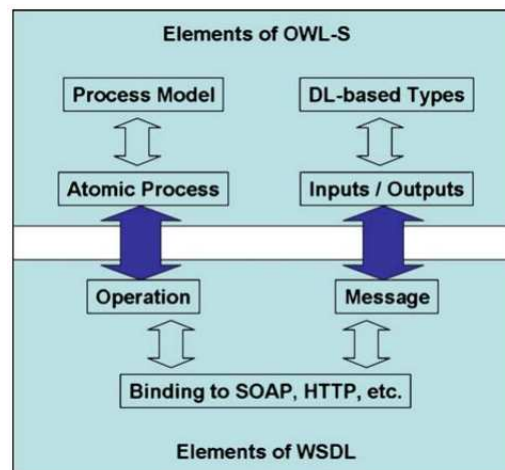 Elements of OWL-S
Process Model
DL-based Types
Atomic Process
Inputs / Outputs
Operation
Message
Binding to SOAP, HTTP, etc.
Elements of WSDL